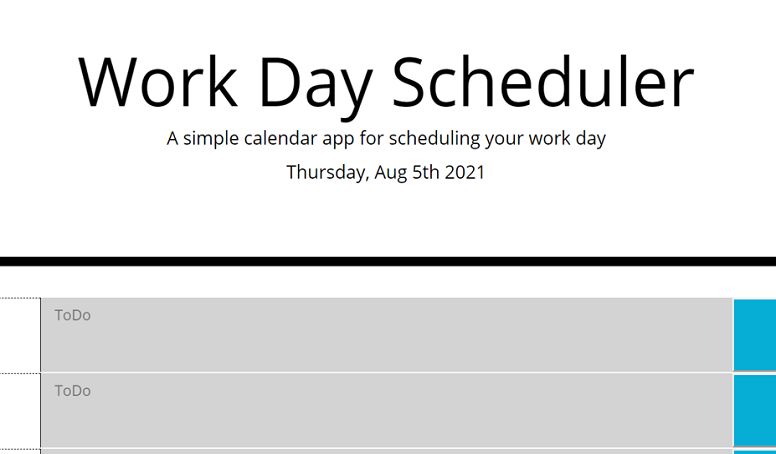 Work Day Scheduler
A simple calendar app for scheduling your work day
Thursday, Aug 5th 2021
ToDo
ToDo